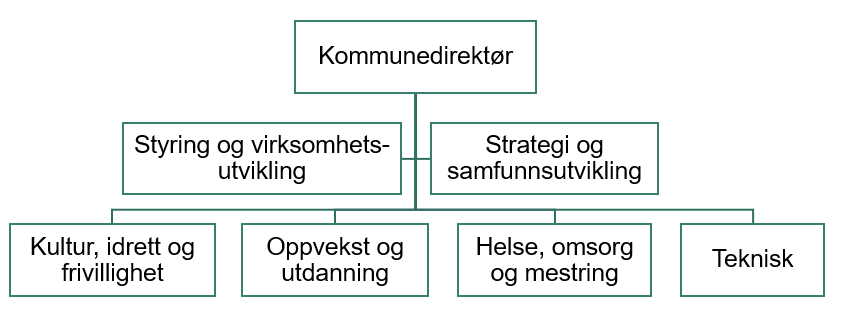 Kommunedirektør
Styring og virksomhets-
utvikling
Strategi og
samfunnsutvikling
Kultur, idrett og
frivillighet
Oppvekst og
utdanning
Helse, omsorg
og mestring
Teknisk